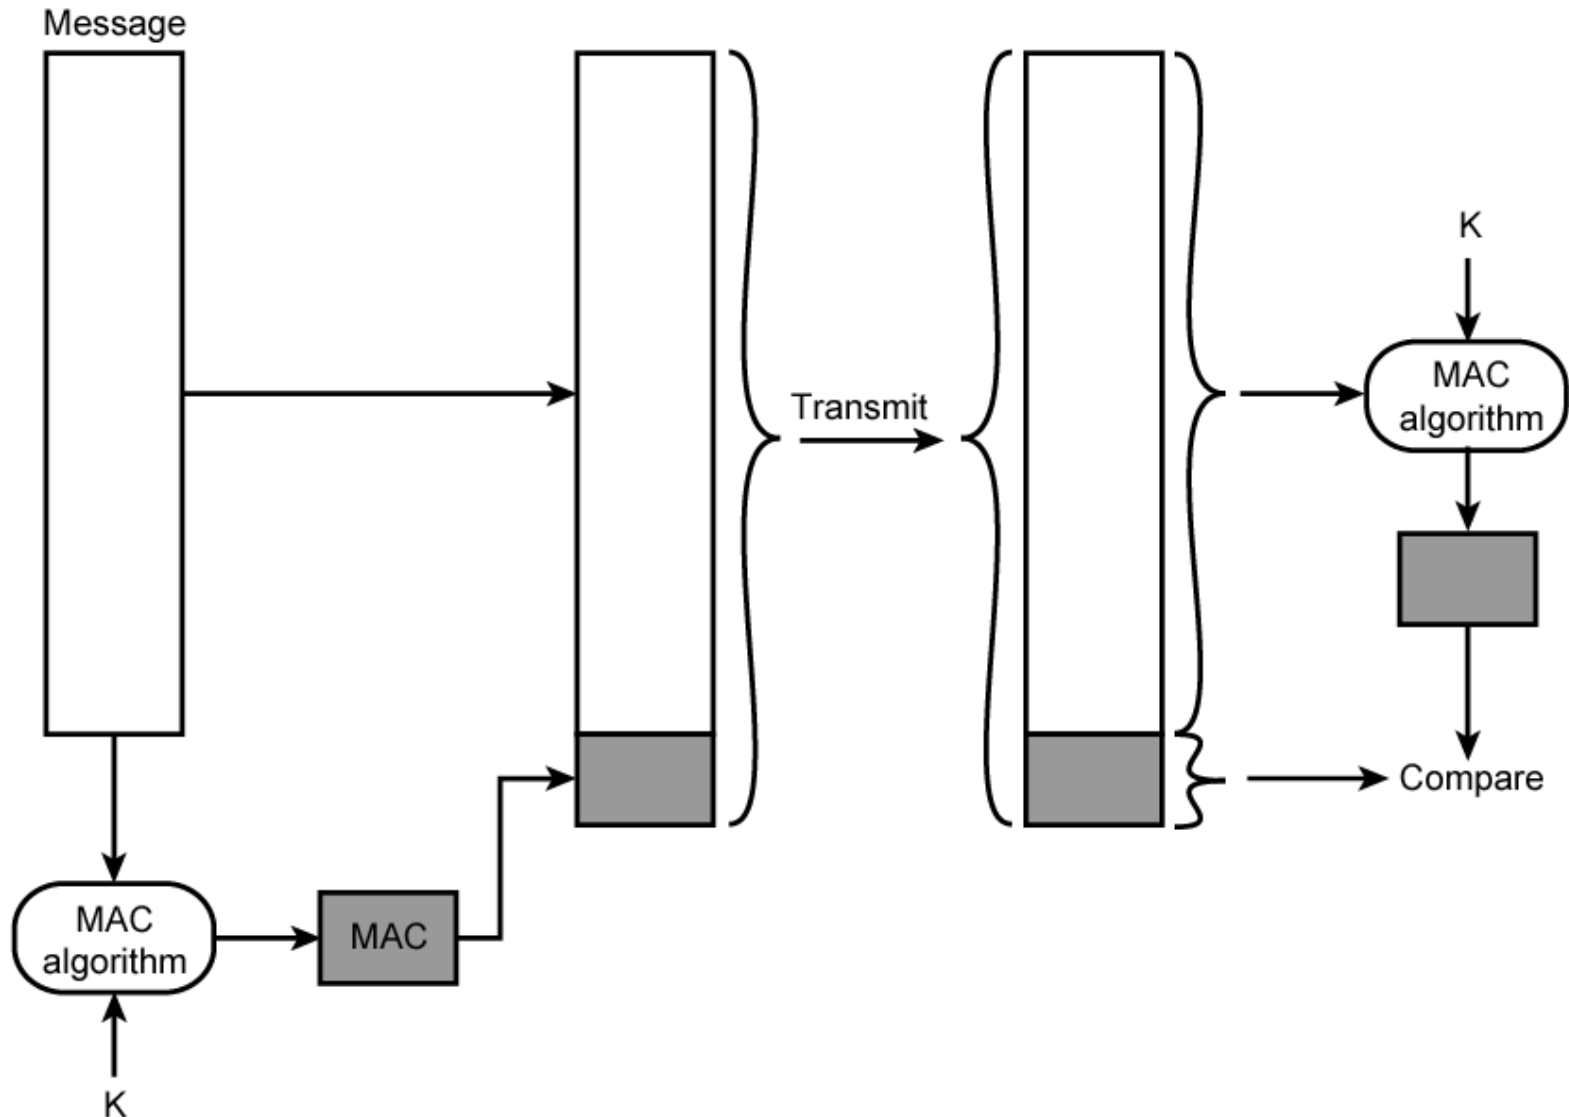 Message
Transmit
K
MAC
algorithm
Compare
MAC
algorithm
MAC
K